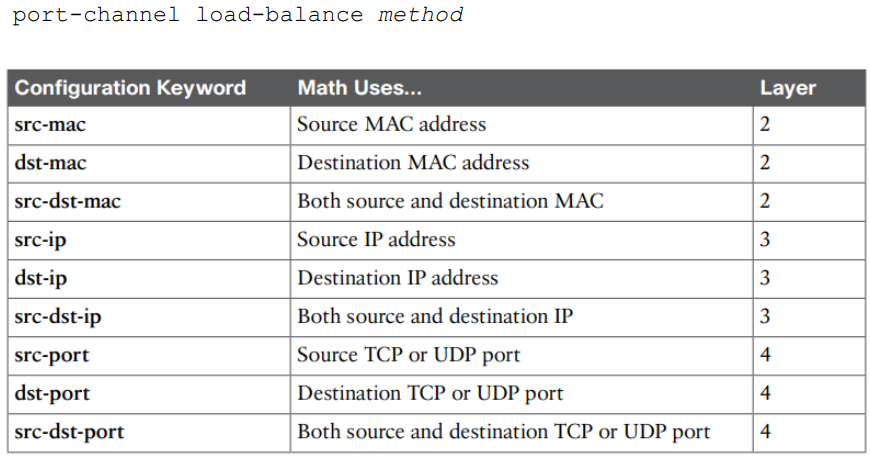 port-channel load-balance method
Configuration Keyword Math Uses... Layer
src-mac Source MAC address 2
dst-mac Destination MAC address 2
src-dst-mac Both source and destination MAC 2
src-ip Source IP address 3
dst-ip Destination IP address 3
src-dst-ip Both source and destination IP 3
src-port Source TCP or UDP port 4
dst-port Destination TCP or UDP port 4
src-dst-port Both source and destination TCP or UDP port 4